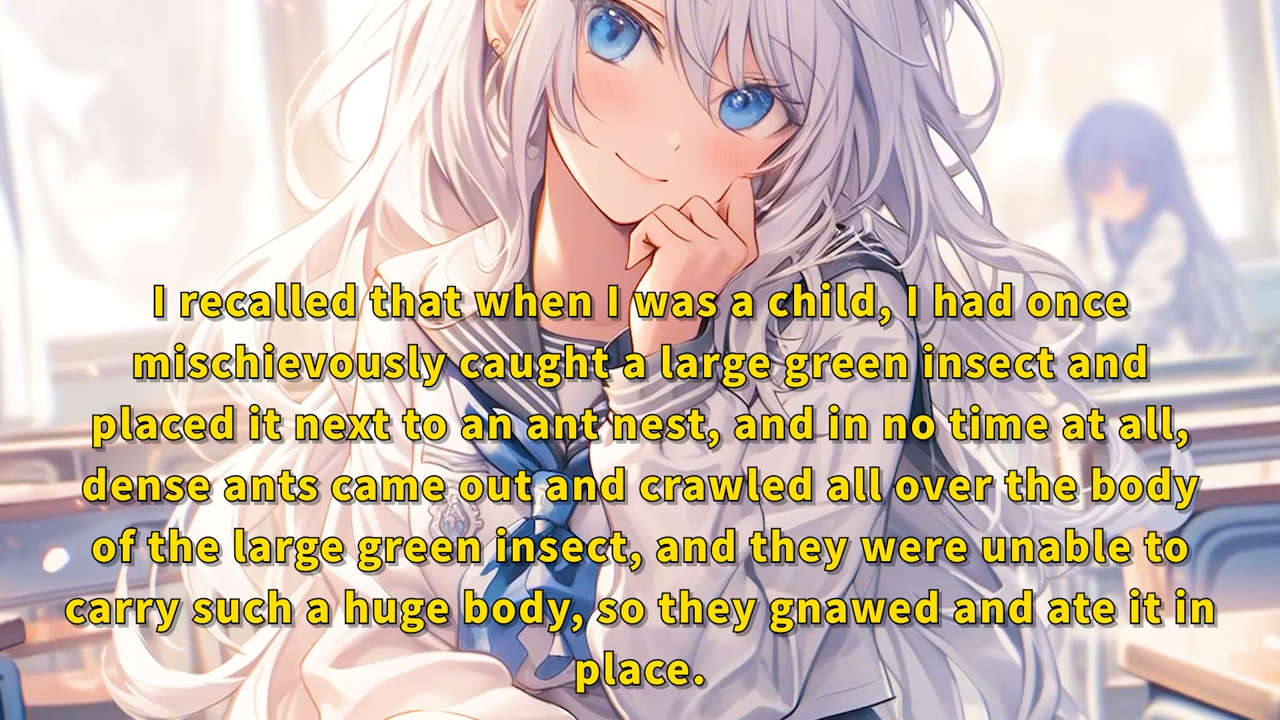 I recalled that when I was a child, I had once
mischievously caught a large green insect and
placed it next to an ant nest, and in no time at all,
dense ants came out and crawled all over the body
of the large green insect, and they were unable to
carry such a huge body, so they gnawed and ate it in
place.